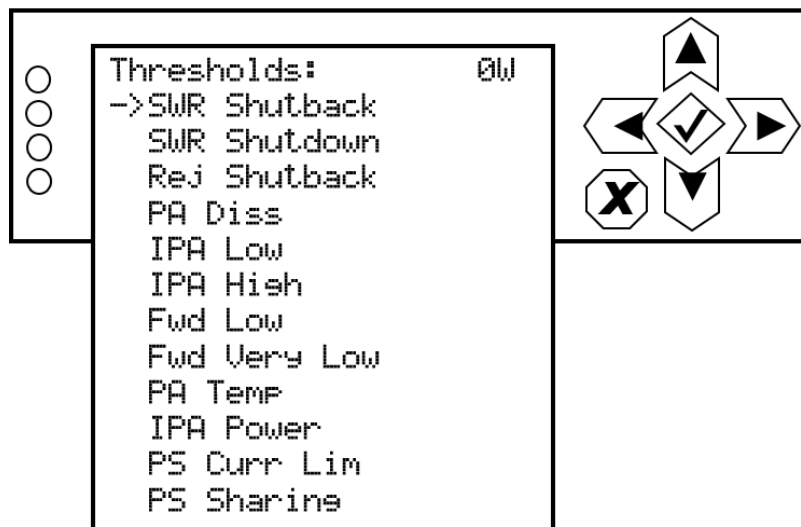 Thresholds: 0W
->SWR Shutback
SWR Shutdown
Rej Shutback
PA Diss
IPA Low
IPA High
Fwd Low
Fwd Very Low
PA Temp
IPA Power
PS Curr Lim
PS Sharing
X